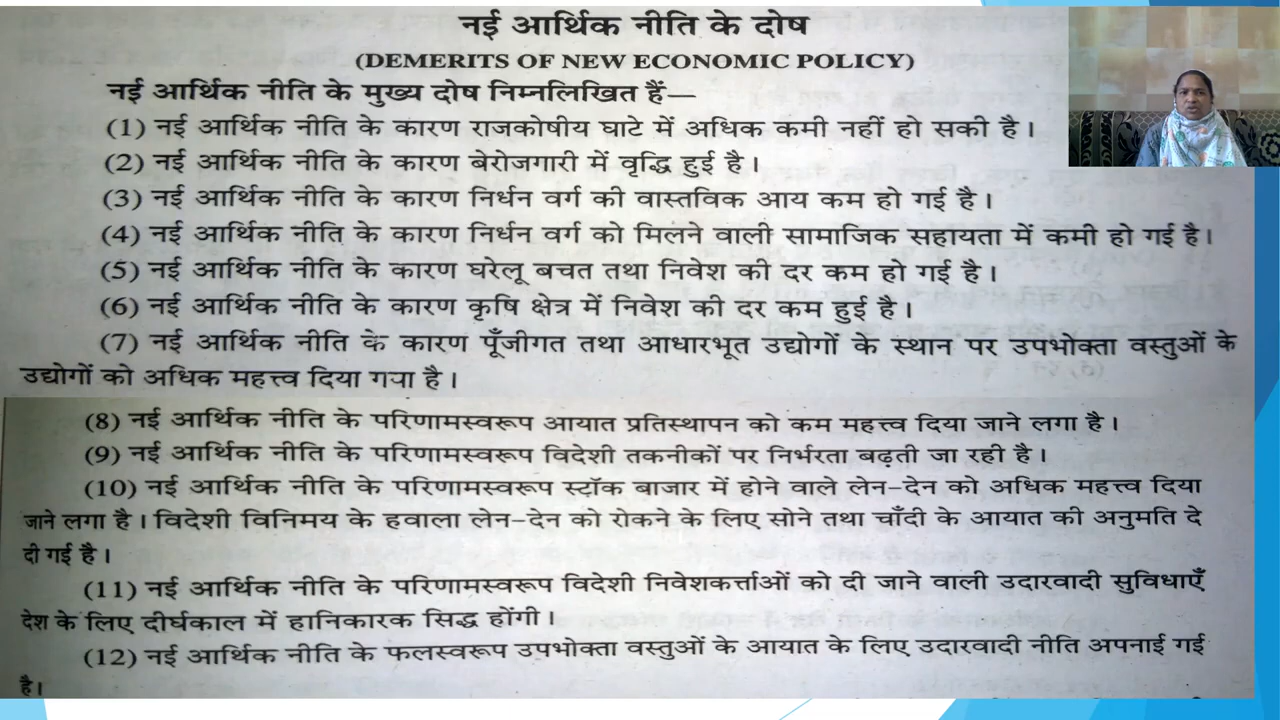 नई आर्थिक नीति के दोष
(DEMERITS OF NEW ECONOMIC POLICY)
नई आर्थिक नीति के मुख्य दोष निम्नलिखित हैं—
(1) नई आर्थिक नीति के कारण राजकोषीय घाटे में अधिक कमी नहीं हो सकी है।
(2) नई आर्थिक नीति के कारण बेरोजगारी में वृद्धि हुई है।
(3) नई आर्थिक नीति के कारण निर्धन वर्ग की वास्तविक आय कम हो गई है।
(4) नई आर्थिक नीति के कारण निर्धन वर्ग को मिलने वाली सामाजिक सहायता में कमी हो गई है।
(5) नई आर्थिक नीति के कारण घरेलू बचत तथा निवेश की दर कम हो गई है।
(6) नई आर्थिक नीति के कारण कृषि क्षेत्र में निवेश की दर कम हुई है।
(7) नई आर्थिक नीति के कारण पूँजीगत तथा आधारभूत उद्योगों के स्थान पर उपभोक्ता वस्तुओं के
उद्योगों को अधिक महत्त्व दिया गया है।
(8) नई आर्थिक नीति के परिणामस्वरूप आयात प्रतिस्थापन को कम महत्त्व दिया जाने लगा है।
(9) नई आर्थिक नीति के परिणामस्वरूप विदेशी तकनीकों पर निर्भरता बढ़ती जा रही है।
(10) नई आर्थिक नीति के परिणामस्वरूप स्टॉक बाजार में होने वाले लेन-देन को अधिक महत्त्व दिया
जाने लगा है। विदेशी विनिमय के हवाला लेन-देन को रोकने के लिए सोने तथा चाँदी के आयात की अनुमति दे
दी गई है।
(11) नई आर्थिक नीति के परिणामस्वरूप विदेशी निवेशकर्त्ताओं को दी जाने वाली उदारवादी सुविधाएँ
देश के लिए दीर्घकाल में हानिकारक सिद्ध होंगी।
(12) नई आर्थिक नीति के फलस्वरूप उपभोक्ता वस्तुओं के आयात के लिए उदारवादी नीति अपनाई गई
है।